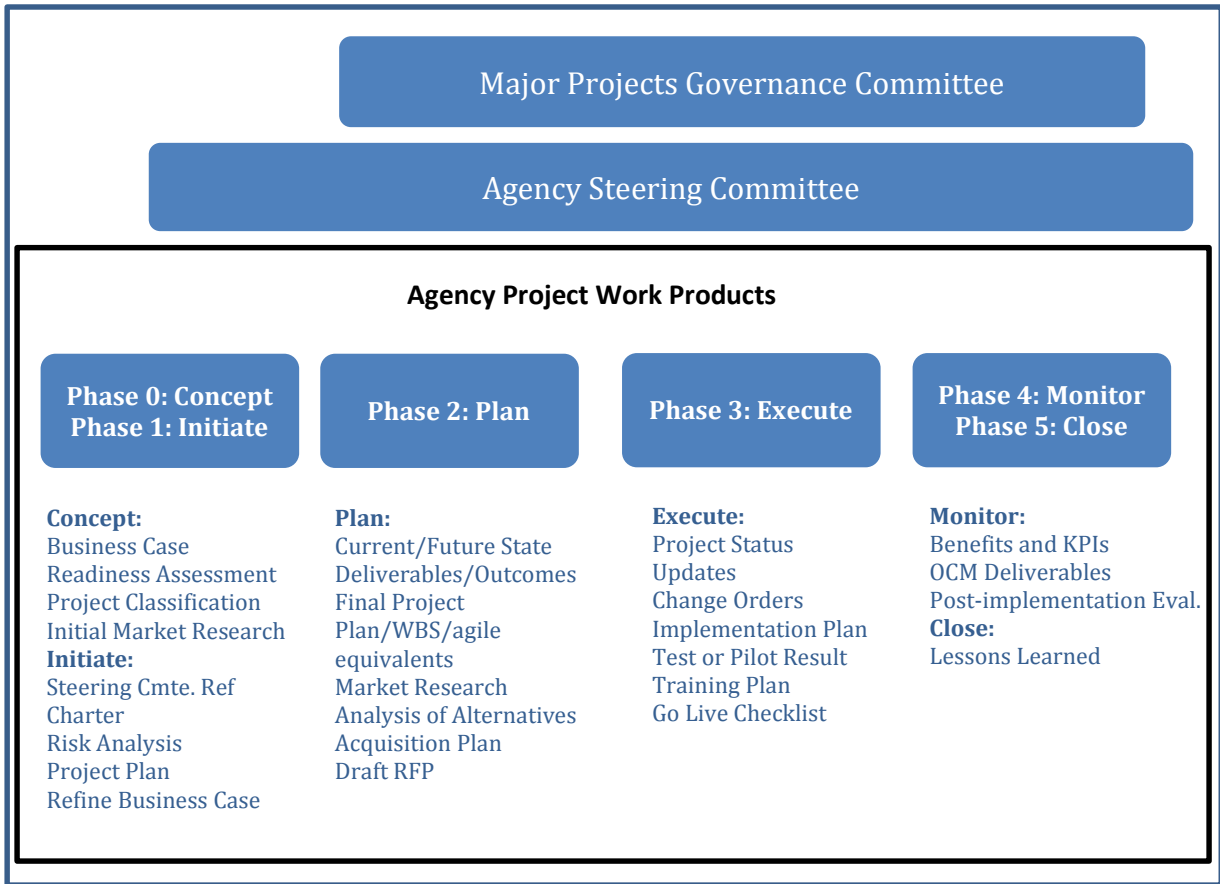 Major Projects Governance Committee
Agency Steering Committee
Agency Project Work Products
Phase 0: Concept
Phase 1: Initiate
Concept:
Business Case
Readiness Assessment
Project Classification
Initial Market Research
Initiate:
Steering Cmte. Ref
Charter
Risk Analysis
Project Plan
Refine Business Case
Phase 2: Plan
Plan:
Current/Future State
Deliverables/Outcomes
Final Project
Plan/WBS/agile
equivalents
Market Research
Analysis of Alternatives
Acquisition Plan
Draft RFP
Phase 3: Execute
Execute:
Project Status
Updates
Change Orders
Implementation Plan
Test or Pilot Result
Training Plan
Go Live Checklist
Phase 4: Monitor
Phase 5: Close
Monitor:
Benefits and KPIs
OCM Deliverables
Post-implementation Eval.
Close:
Lessons Learned